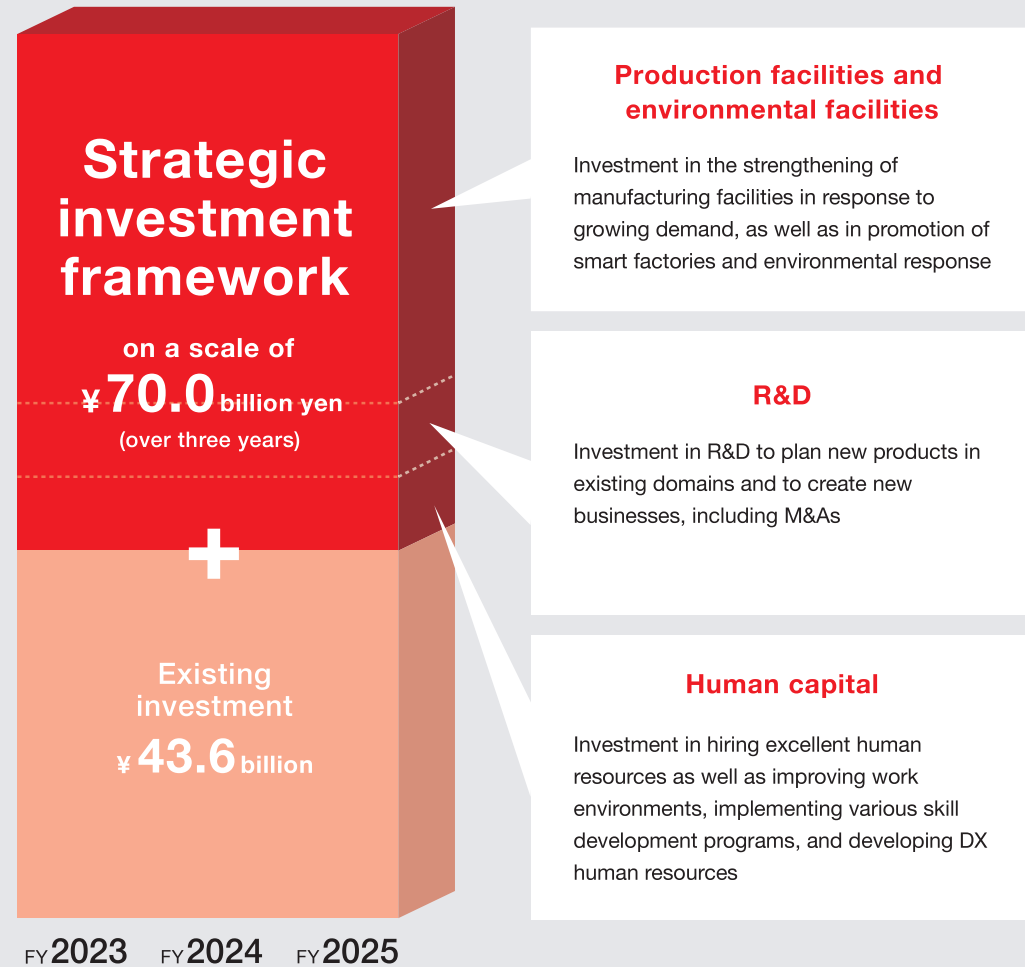 Strategic
investment
framework
on a scale of
¥70.0 billion yen
(over three years)
+
Existing
investment
¥43.6 billion
FY2023 FY2024 FY2025
Production facilities and
environmental facilities
Investment in the strengthening of
manufacturing facilities in response to
growing demand, as well as in promotion of
smart factories and environmental response
R&D
Investment in R&D to plan new products in
existing domains and to create new
businesses, including M&As
Human capital
Investment in hiring excellent human
resources as well as improving work
environments, implementing various skill
development programs, and developing DX
human resources